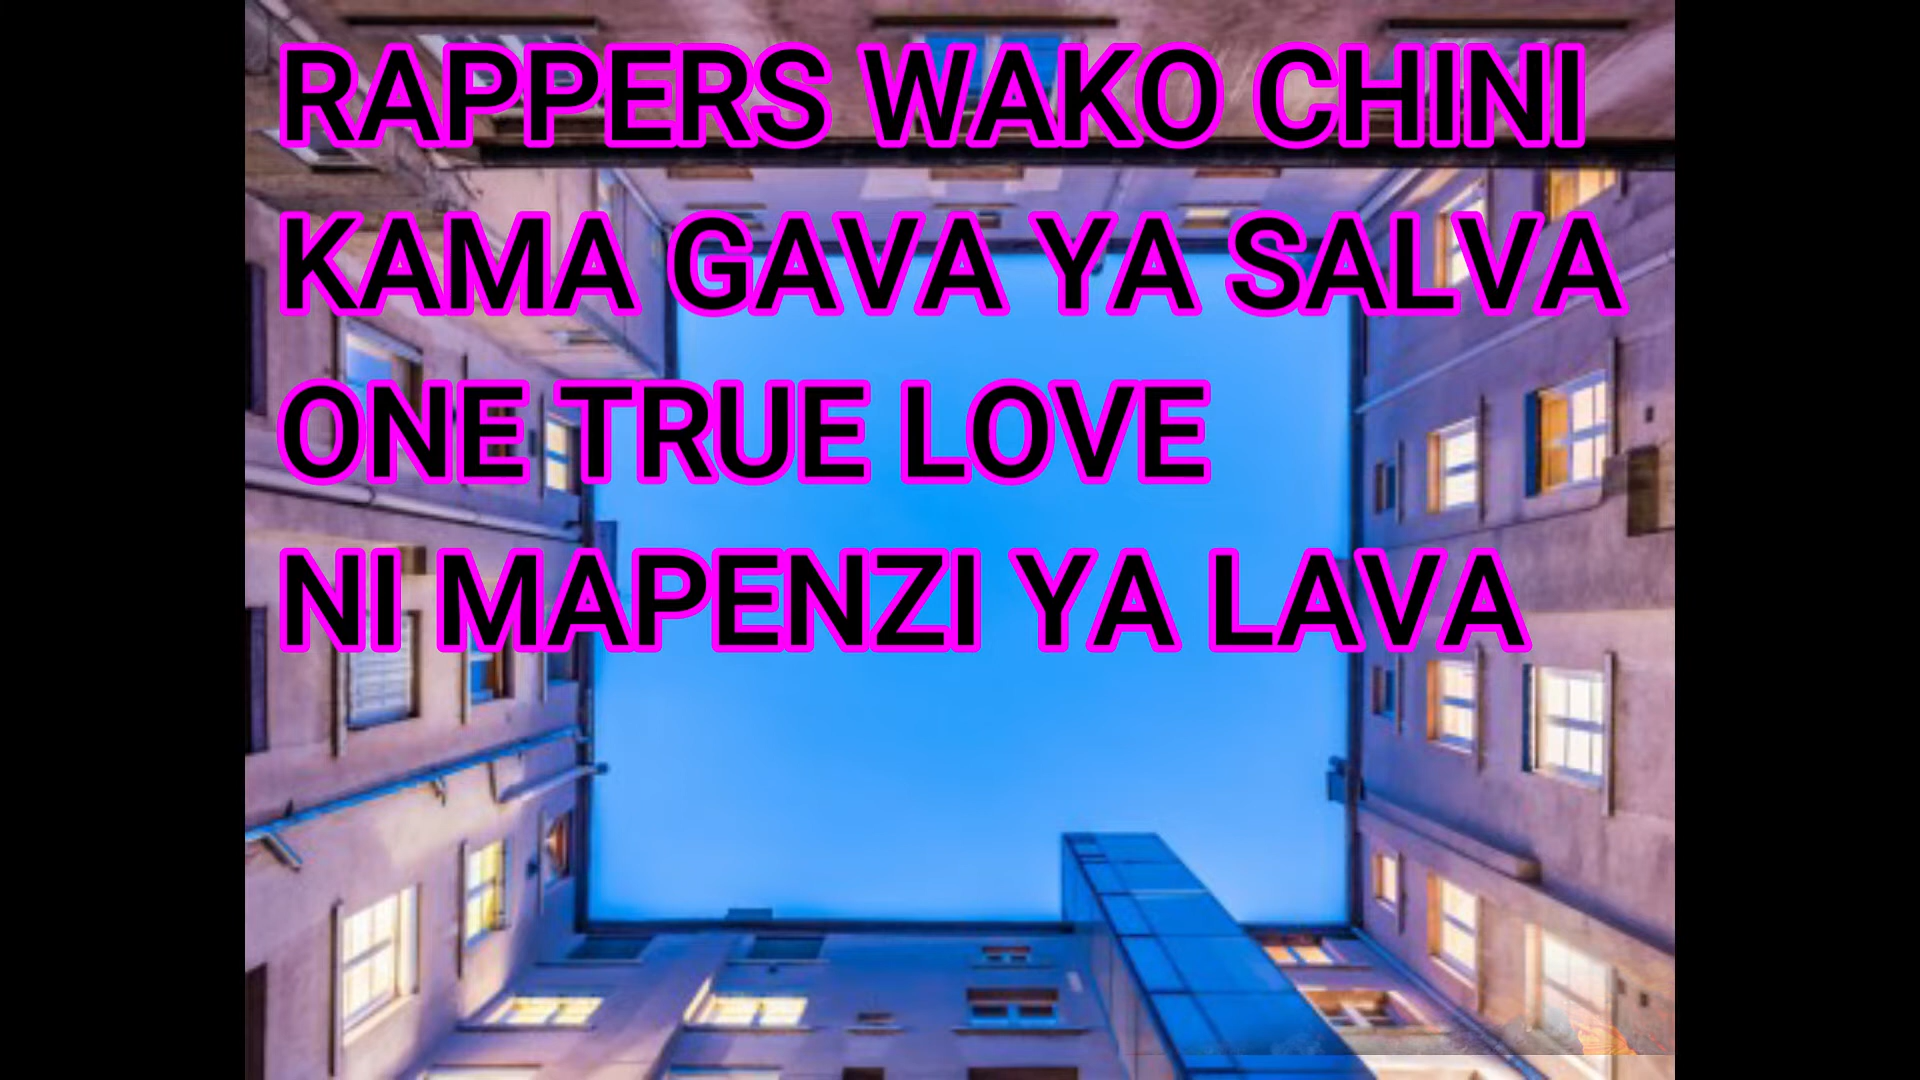 RAPPERS WAKO CHINI
KAMA GAVA YA SALVA
ONE TRUE LOVE
NI MAPENZI YA LAVA